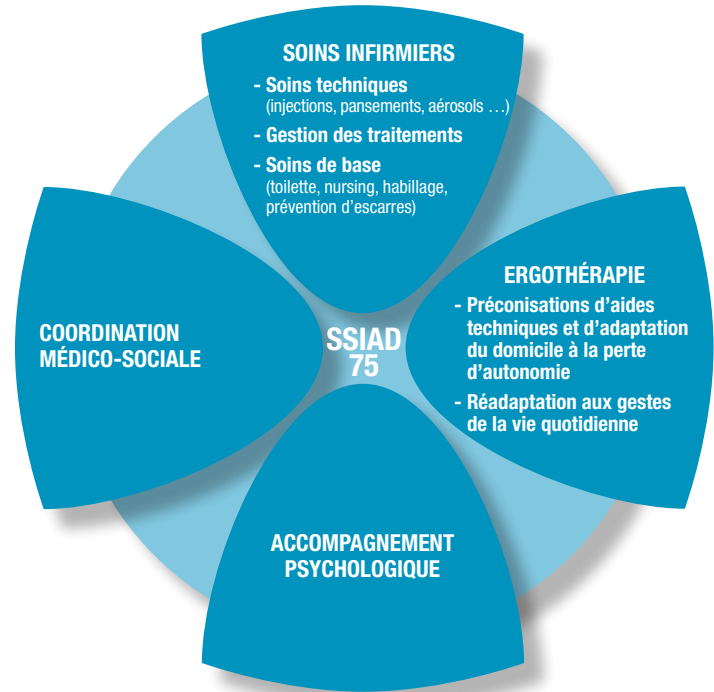 SOINS INFIRMIERS
- Soins techniques
(injections, pansements, aérosols …)
- Gestion des traitements
- Soins de base
(toilette, nursing, habillage,
prévention d’escarres)
COORDINATION
MÉDICO-SOCIALE
SSIAD
75
ERGOTHÉRAPIE
- Préconisations d’aides
techniques et d’adaptation
du domicile à la perte
d’autonomie
- Réadaptation aux gestes
de la vie quotidienne
ACCOMPAGNEMENT
PSYCHOLOGIQUE